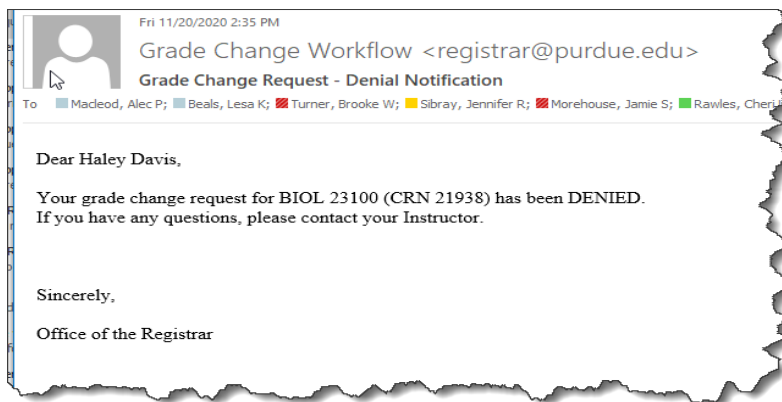 Fri 11/20/2020 2:35 PM
Grade Change Workflow <registrar@purdue.edu>
Grade Change Request - Denial Notification
To Macleod, Alec P; Beals, Lesa K; Turner, Brooke W; Sibray, Jennifer R; Morehouse, Jamie S; Rawles, Cheri
Dear Haley Davis,
Your grade change request for BIOL 23100 (CRN 21938) has been DENIED.
If you have any questions, please contact your Instructor.
Sincerely,
Office of the Registrar